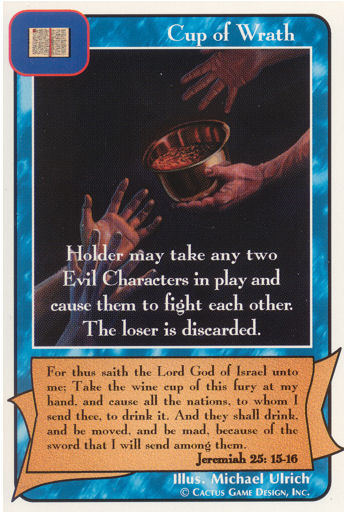 Cup of Wrath
Holder may take any two
Evil Characters in play and
cause them to fight each other.
The loser is discarded.
For thus saith the Lord God of Israel unto
me; Take the wine cup of this fury at my
hand, and cause all the nations, to whom I
send thee, to drink it. And they shall drink,
and be moved, and be mad, because of the
sword that I will send among them.
Jeremiah 25: 15-16
Illus. Michael Ulrich
© Cactus Game Design, Inc.